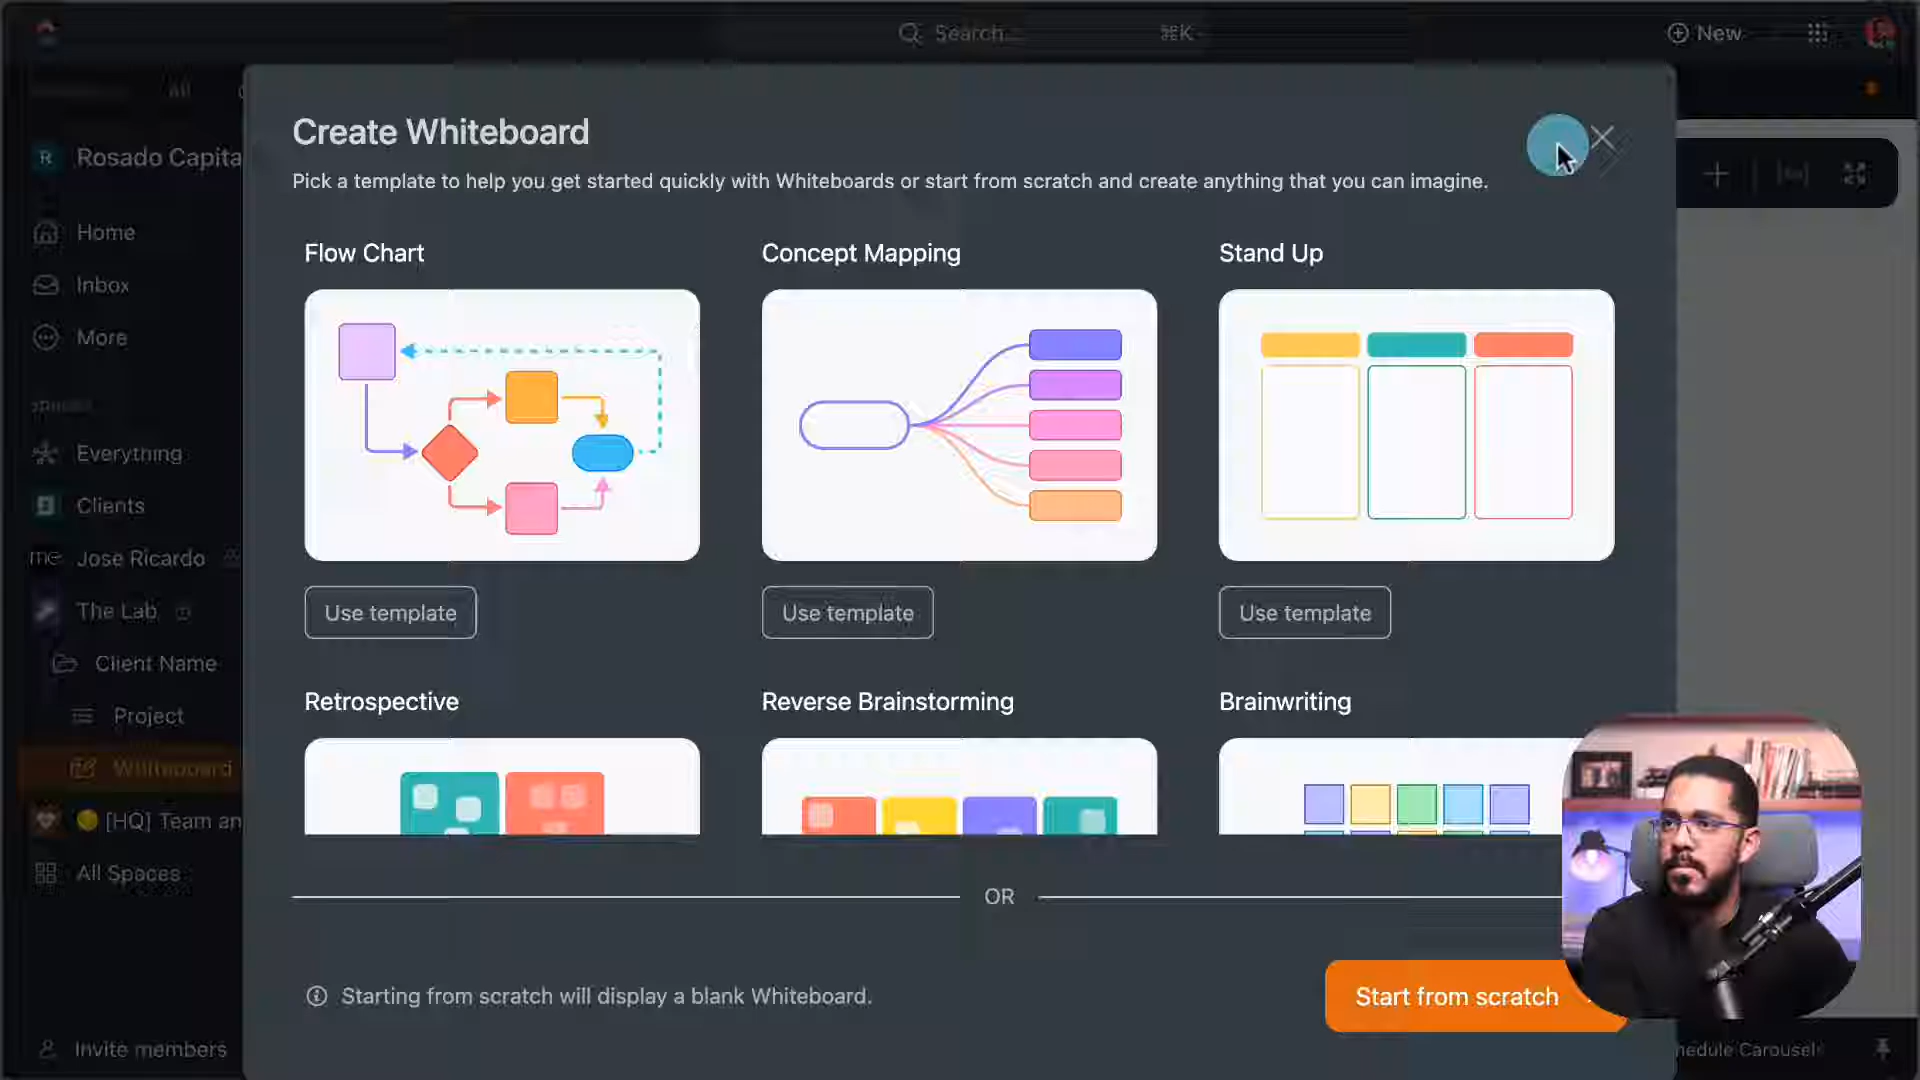 Search...
⌘K
New
All
Create Whiteboard
Pick a template to help you get started quickly with Whiteboards or start from scratch and create anything that you can imagine.
R
Rosado Capita
Home
Inbox
More
Everything
Clients
me
Jose Ricardo
The Lab
Client Name
Project
Whiteboard
[HQ] Team an
All Spaces
Invite members
Flow Chart
Concept Mapping
Stand Up
Use template
Use template
Use template
Retrospective
Reverse Brainstorming
Brainwriting
OR
Starting from scratch will display a blank Whiteboard.
Start from scratch
hedule Carousel